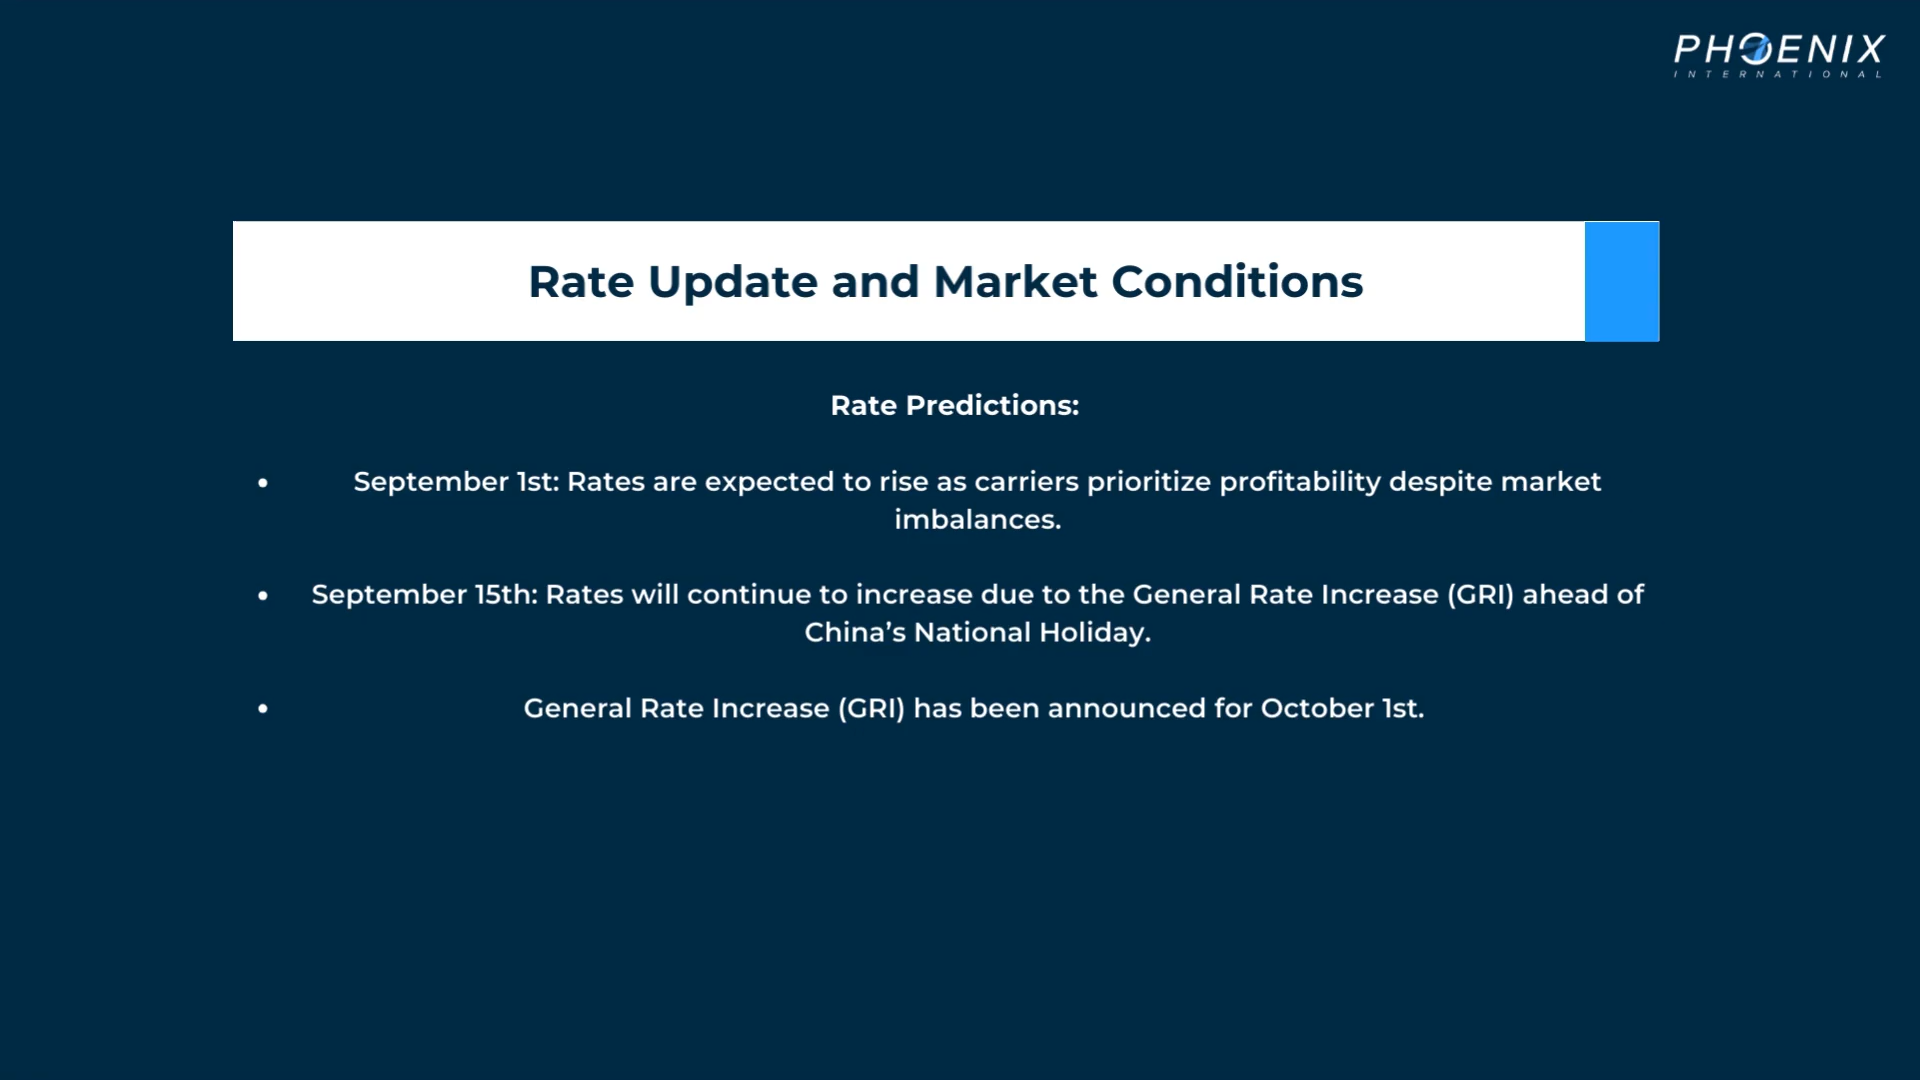 PHOENIX
INTERNATIONAL
Rate Update and Market Conditions
Rate Predictions:
• September 1st: Rates are expected to rise as carriers prioritize profitability despite market
imbalances.
• September 15th: Rates will continue to increase due to the General Rate Increase (GRI) ahead of
China’s National Holiday.
• General Rate Increase (GRI) has been announced for October 1st.